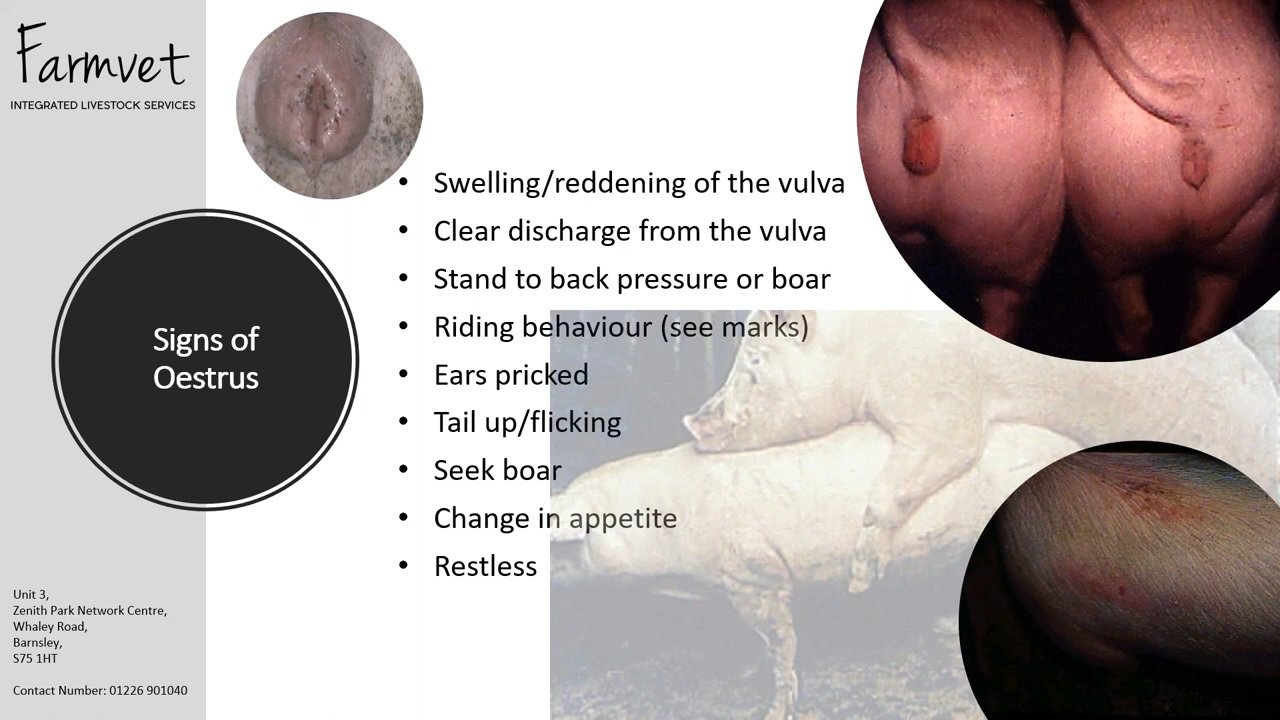 Farmvet
INTEGRATED LIVESTOCK SERVICES
Signs of
Oestrus
• Swelling/reddening of the vulva
• Clear discharge from the vulva
• Stand to back pressure or boar
• Riding behaviour (see marks)
• Ears pricked
• Tail up/flicking
• Seek boar
• Change in appetite
• Restless
Unit 3,
Zenith Park Network Centre,
Whaley Road,
Barnsley,
S75 1HT
Contact Number: 01226 901040